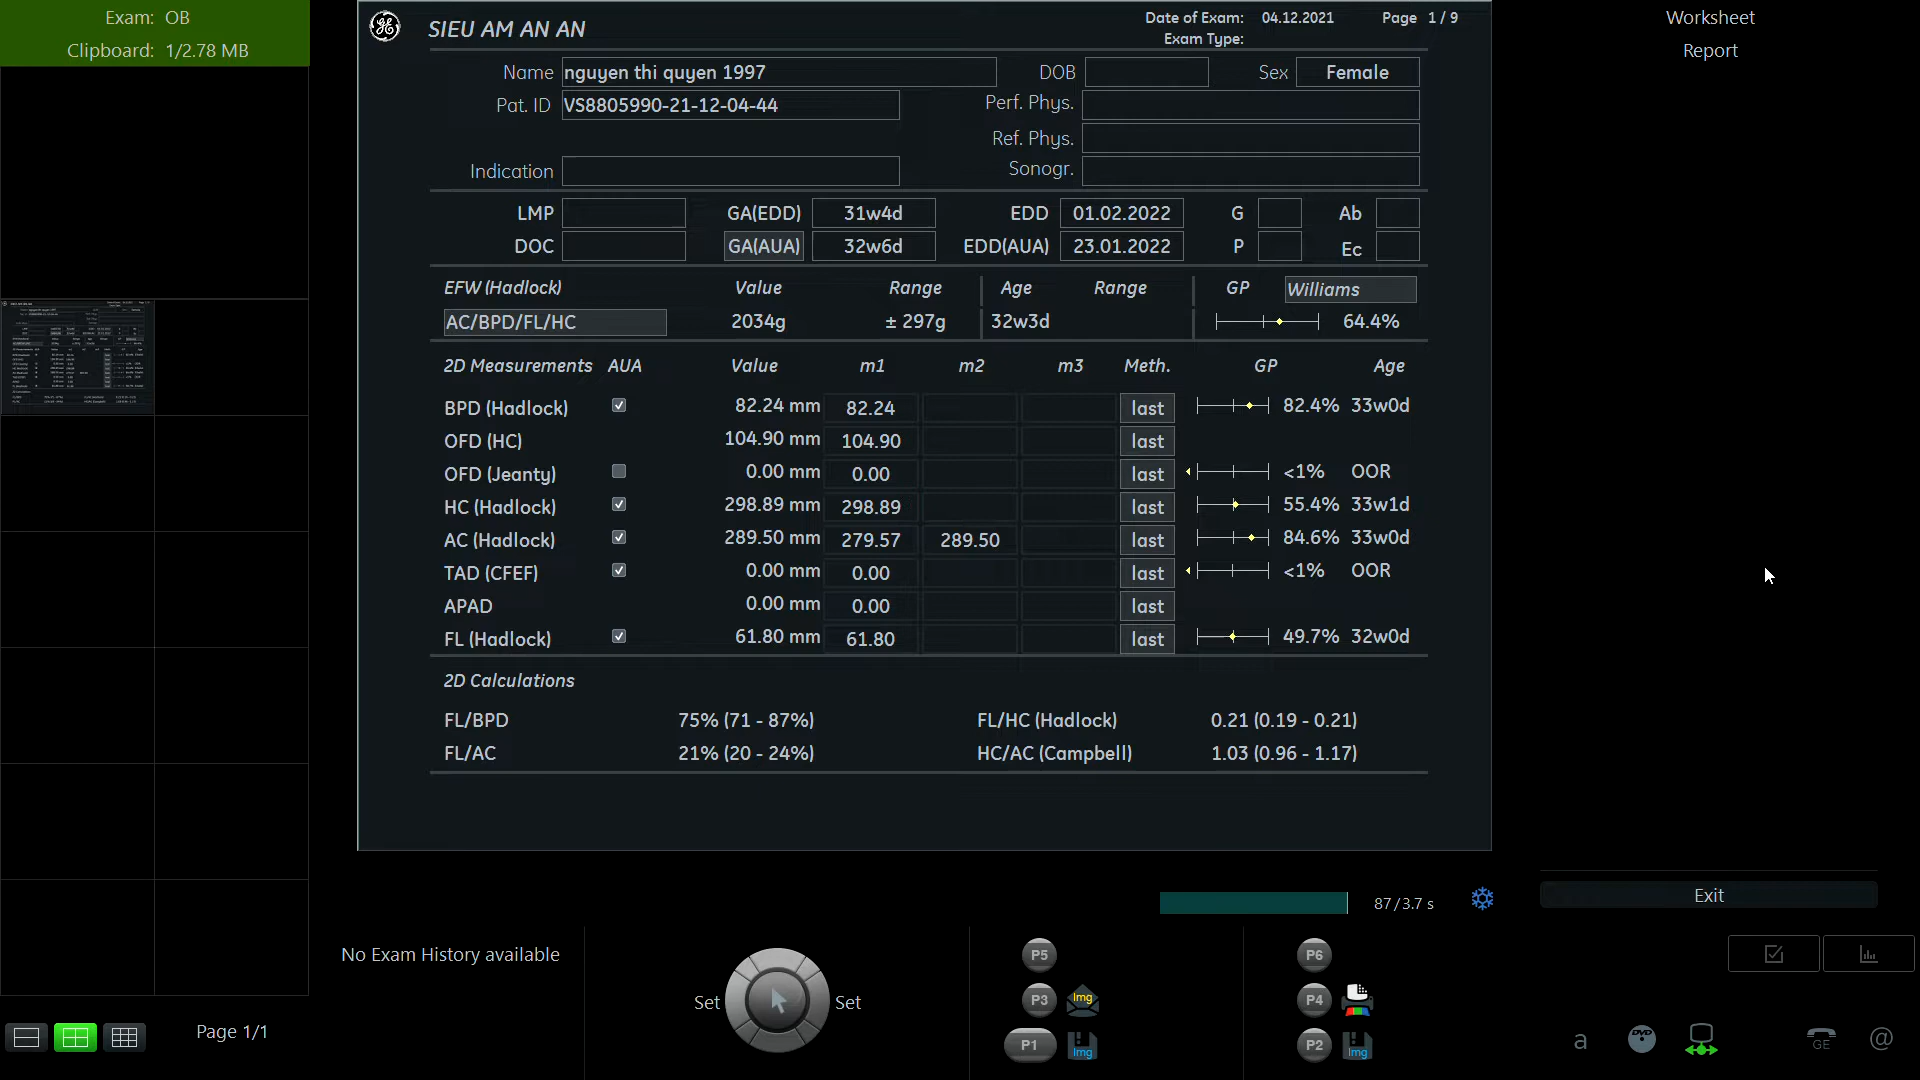 Exam: OB
Clipboard: 1/2.78 MB
SIEU AM AN AN
Date of Exam: 04.12.2021 Page 1 / 9
Exam Type:
Name nguyen thi quyen 1997 DOB Sex Female
Pat. ID VS8805990-21-12-04-44 Perf. Phys.
Ref. Phys.
Indication Sonogr.
LMP GA(EDD) 31w4d EDD 01.02.2022 G Ab
DOC GA(AUA) 32w6d EDD(AUA) 23.01.2022 P Ec
EFW (Hadlock) Value Range Age Range GP Williams
AC/BPD/FL/HC 2034g ± 297g 32w3d 64.4%
2D Measurements AUA Value m1 m2 m3 Meth. GP Age
BPD (Hadlock) 82.24 mm 82.24 last 82.4% 33w0d
OFD (HC) 104.90 mm 104.90 last
OFD (Jeanty) 0.00 mm 0.00 last <1% OOR
HC (Hadlock) 298.89 mm 298.89 last 55.4% 33w1d
AC (Hadlock) 289.50 mm 279.57 289.50 last 84.6% 33w0d
TAD (CFEF) 0.00 mm 0.00 last <1% OOR
APAD 0.00 mm 0.00 last
FL (Hadlock) 61.80 mm 61.80 last 49.7% 32w0d
2D Calculations
FL/BPD 75% (71 - 87%) FL/HC (Hadlock) 0.21 (0.19 - 0.21)
FL/AC 21% (20 - 24%) HC/AC (Campbell) 1.03 (0.96 - 1.17)
Worksheet
Report
87/3.7 s
Exit
No Exam History available
Set Set
P5 P6
P3 Img P4
P1 Img P2 Img
Page 1/1
a DVD GE @